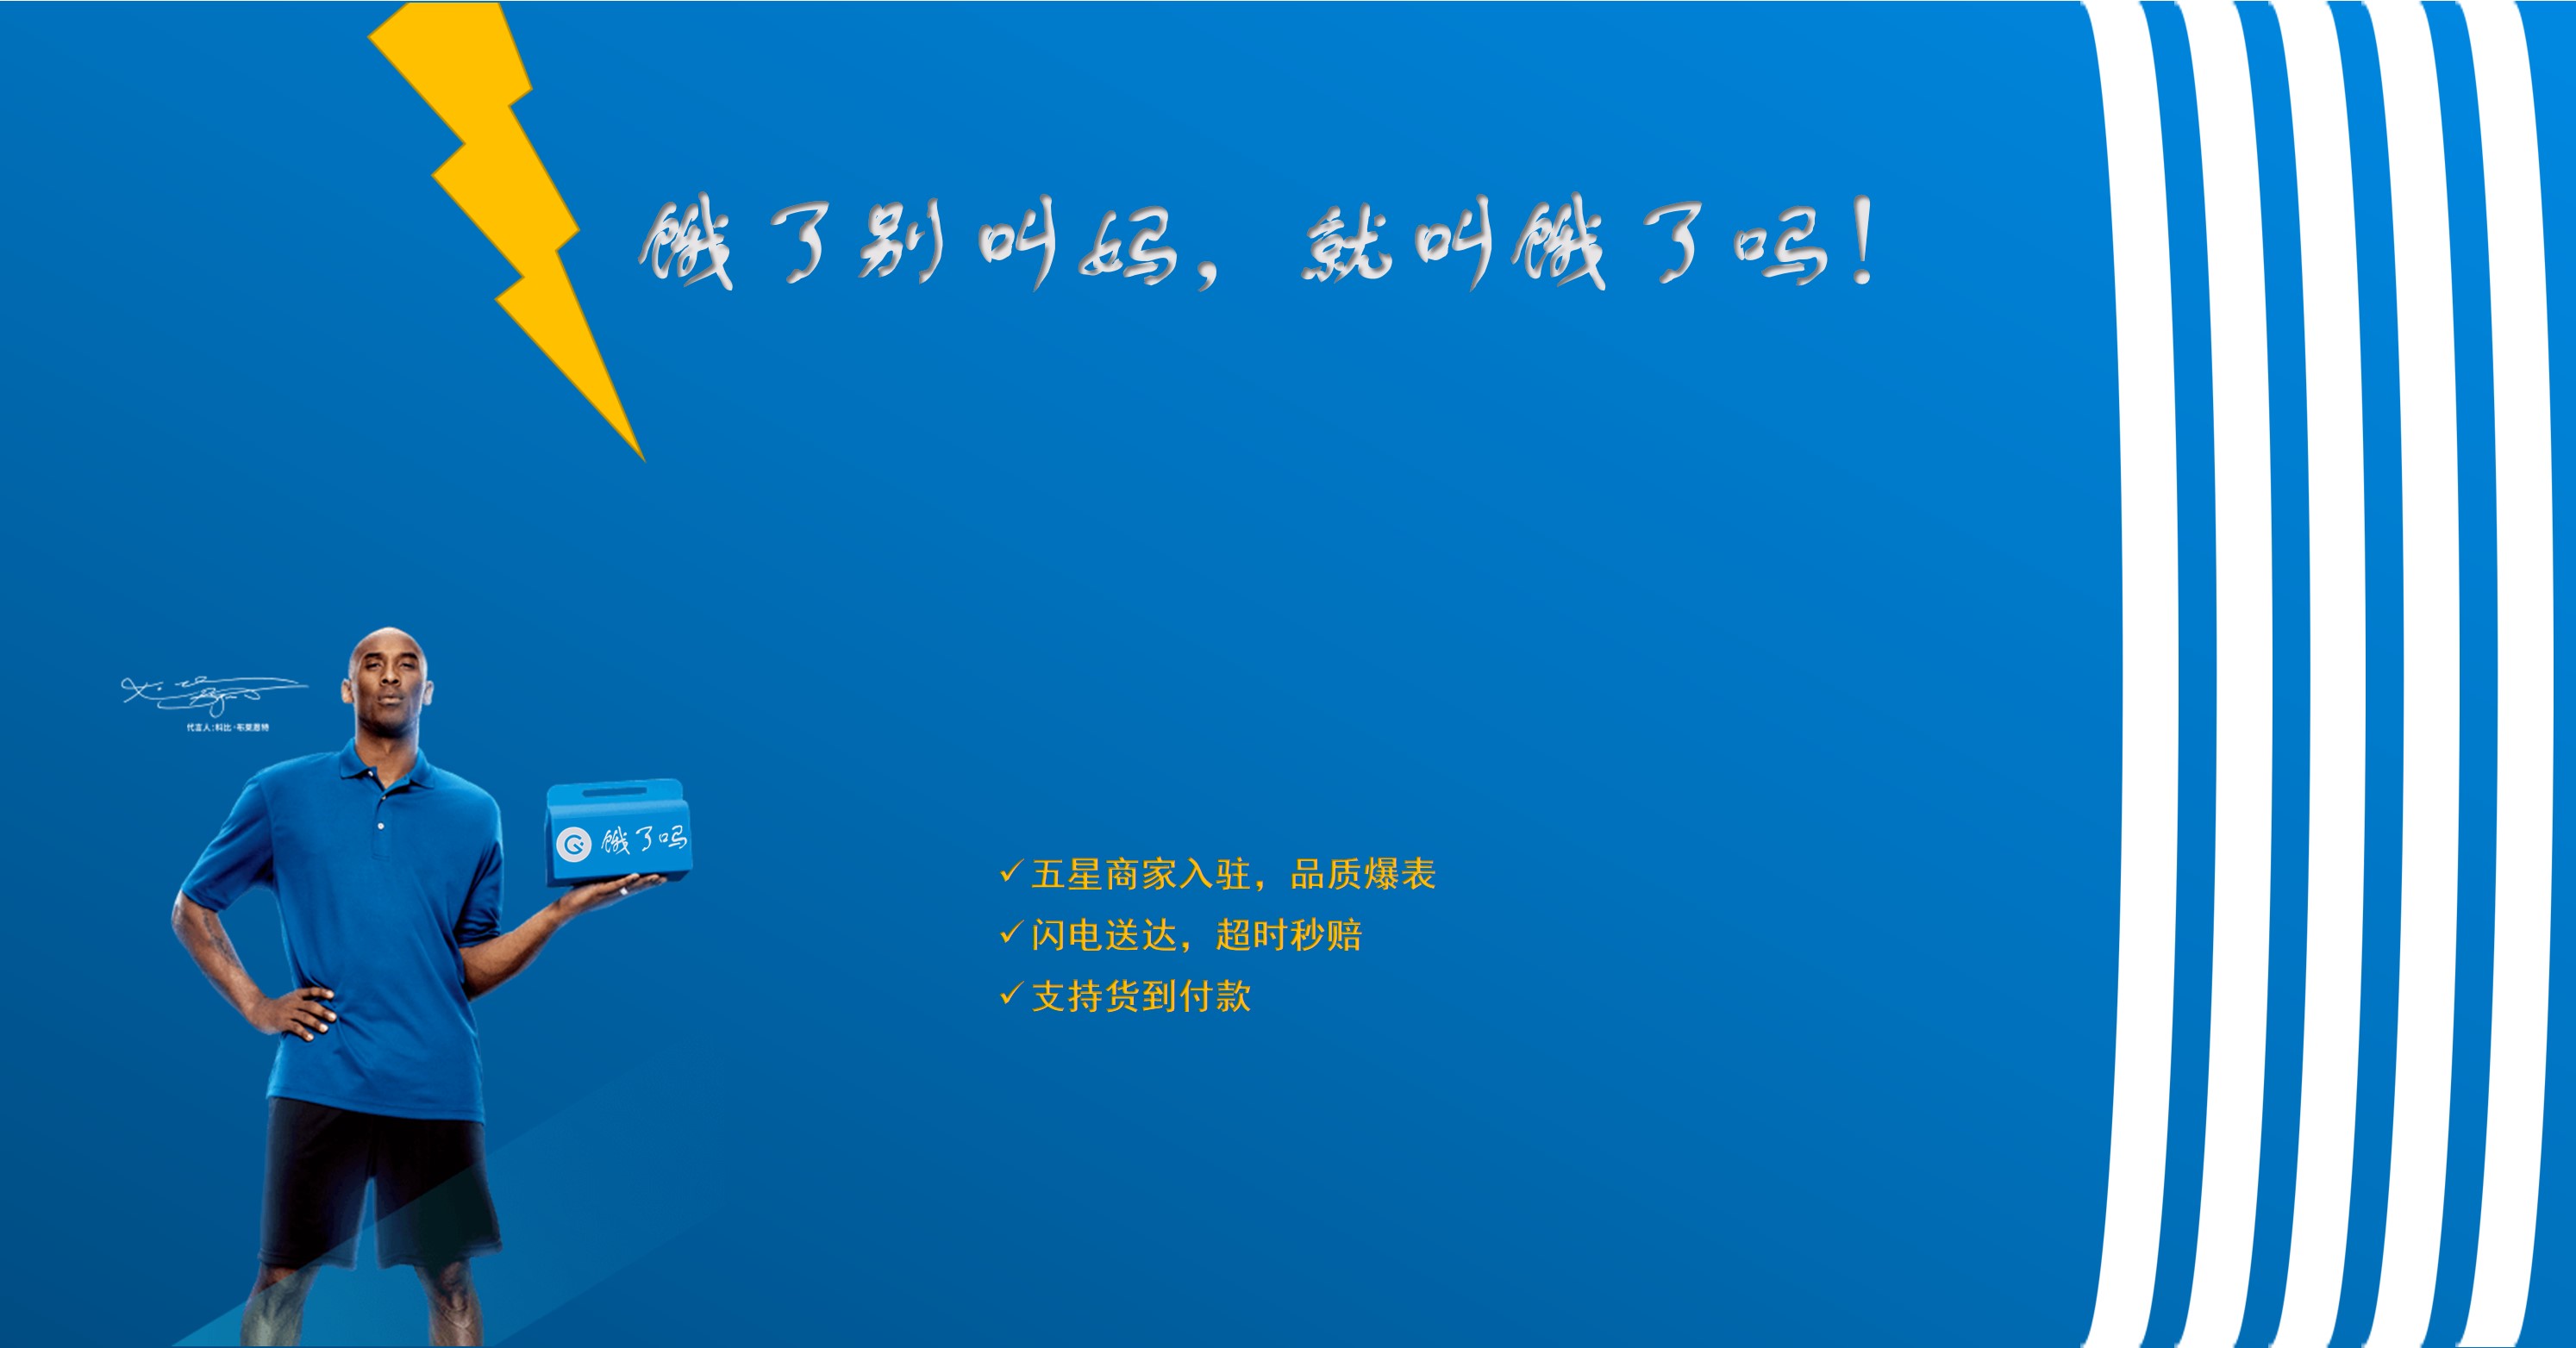 饿了别叫妈，就叫饿了吗！
代言人：科比·布莱恩特
饿了吗
✓五星商家入驻，品质爆表
✓闪电送达，超时秒赔
✓支持货到付款